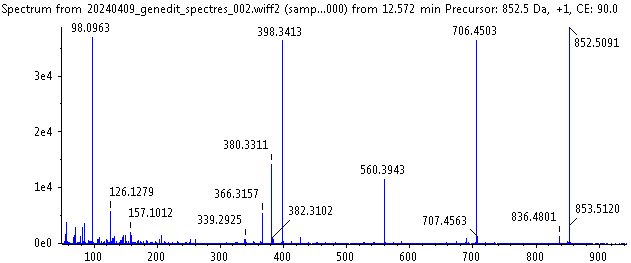 Spectrum from 20240409_genedit_spectres_002.wiff2 (samp...000) from 12.572 min Precursor: 852.5 Da, +1, CE: 90.0
98.0963
398.3413
706.4503
852.5091
3e4
2e4
380.3311
560.3943
1e4
126.1279
366.3157
157.1012
382.3102
853.5120
339.2925
707.4563
836.4801
0e0
100 200 300 400 500 600 700 800 900